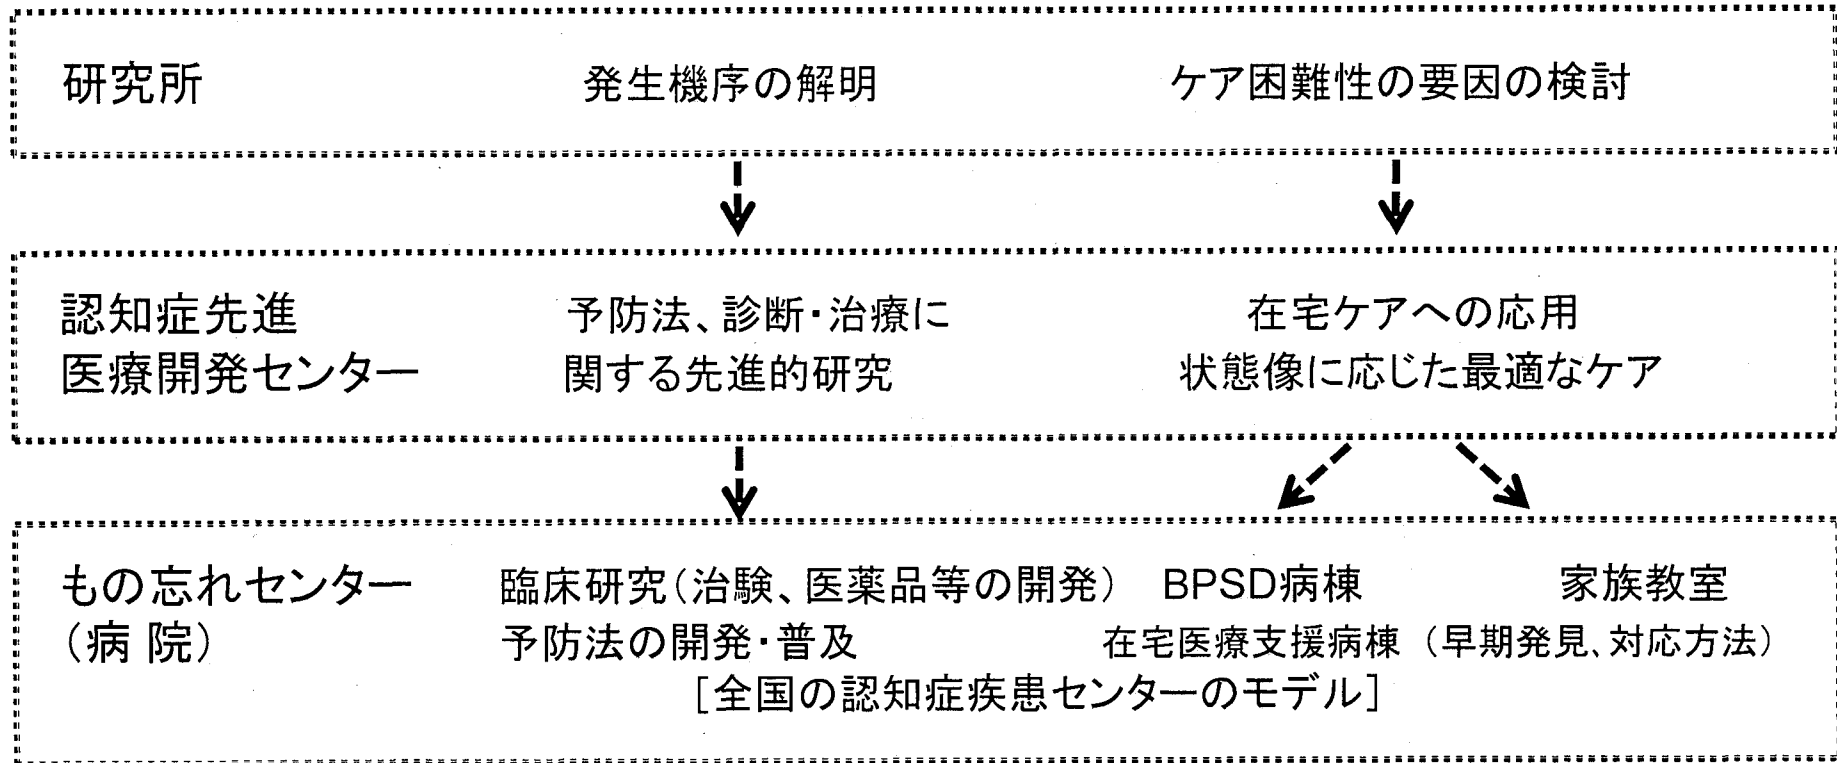 研究所 発生機序の解明 ケア困難性の要因の検討
認知症先進 予防法、診断・治療に 在宅ケアへの応用
医療開発センター 関する先進的研究 状態像に応じた最適なケア
もの忘れセンター 臨床研究(治験、医薬品等の開発) BPSD病棟 家族教室
(病 院) 予防法の開発・普及 在宅医療支援病棟 (早期発見、対応方法)
[全国の認知症疾患センターのモデル]